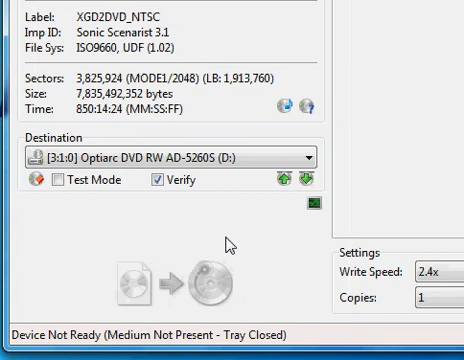 Label: XGD2DVD_NTSC
Imp ID: Sonic Scenarist 3.1
File Sys: ISO9660, UDF (1.02)
Sectors: 3,825,924 (MODE1/2048) (LB: 1,913,760)
Size: 7,835,492,352 bytes
Time: 850:14:24 (MM:SS:FF)
Destination
[3:1:0] Optiarc DVD RW AD-5260S (D:)
Test Mode Verify
Settings
Write Speed: 2.4x
Copies: 1
Device Not Ready (Medium Not Present - Tray Closed)